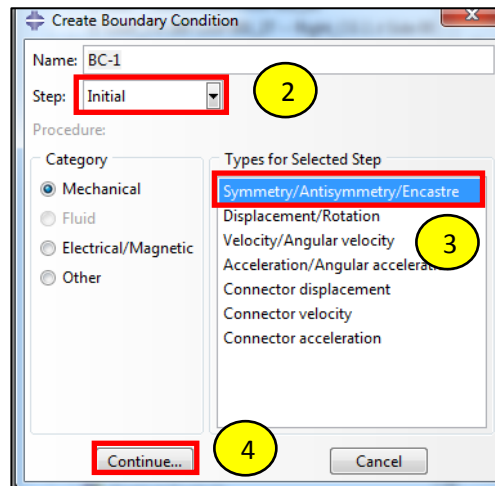 Create Boundary Condition
Name: BC-1
Step: Initial
2
Procedure:
Category
Mechanical
Fluid
Electrical/Magnetic
Other
Types for Selected Step
Symmetry/Antisymmetry/Encastre
Displacement/Rotation
Velocity/Angular velocity
3
Acceleration/Angular
Connector displacement
Connector velocity
Connector acceleration
Continue...
4
Cancel